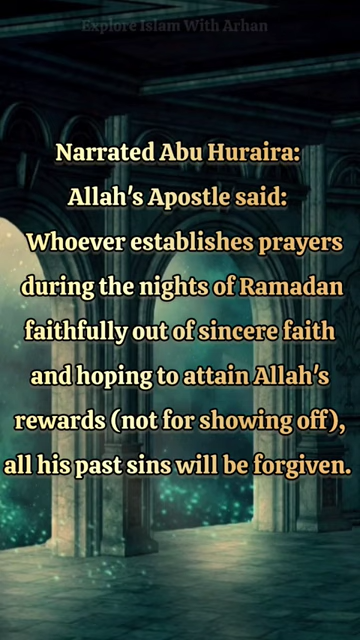 Explore Islam With Arhan
Narrated Abu Huraira:
Allah's Apostle said:
Whoever establishes prayers
during the nights of Ramadan
faithfully out of sincere faith
and hoping to attain Allah's
rewards (not for showing off),
all his past sins will be forgiven.